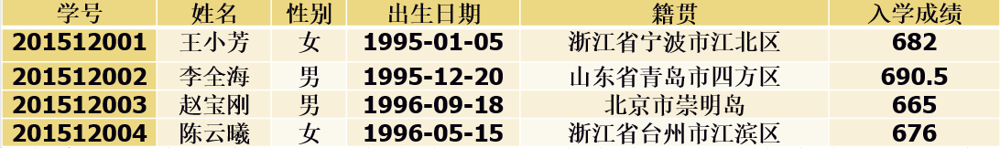 学号 姓名 性别 出生日期 籍贯 入学成绩
201512001 王小芳 女 1995-01-05 浙江省宁波市江北区 682
201512002 李全海 男 1995-12-20 山东省青岛市四方区 690.5
201512003 赵宝刚 男 1996-09-18 北京市崇明岛 665
201512004 陈云曦 女 1996-05-15 浙江省台州市江滨区 676